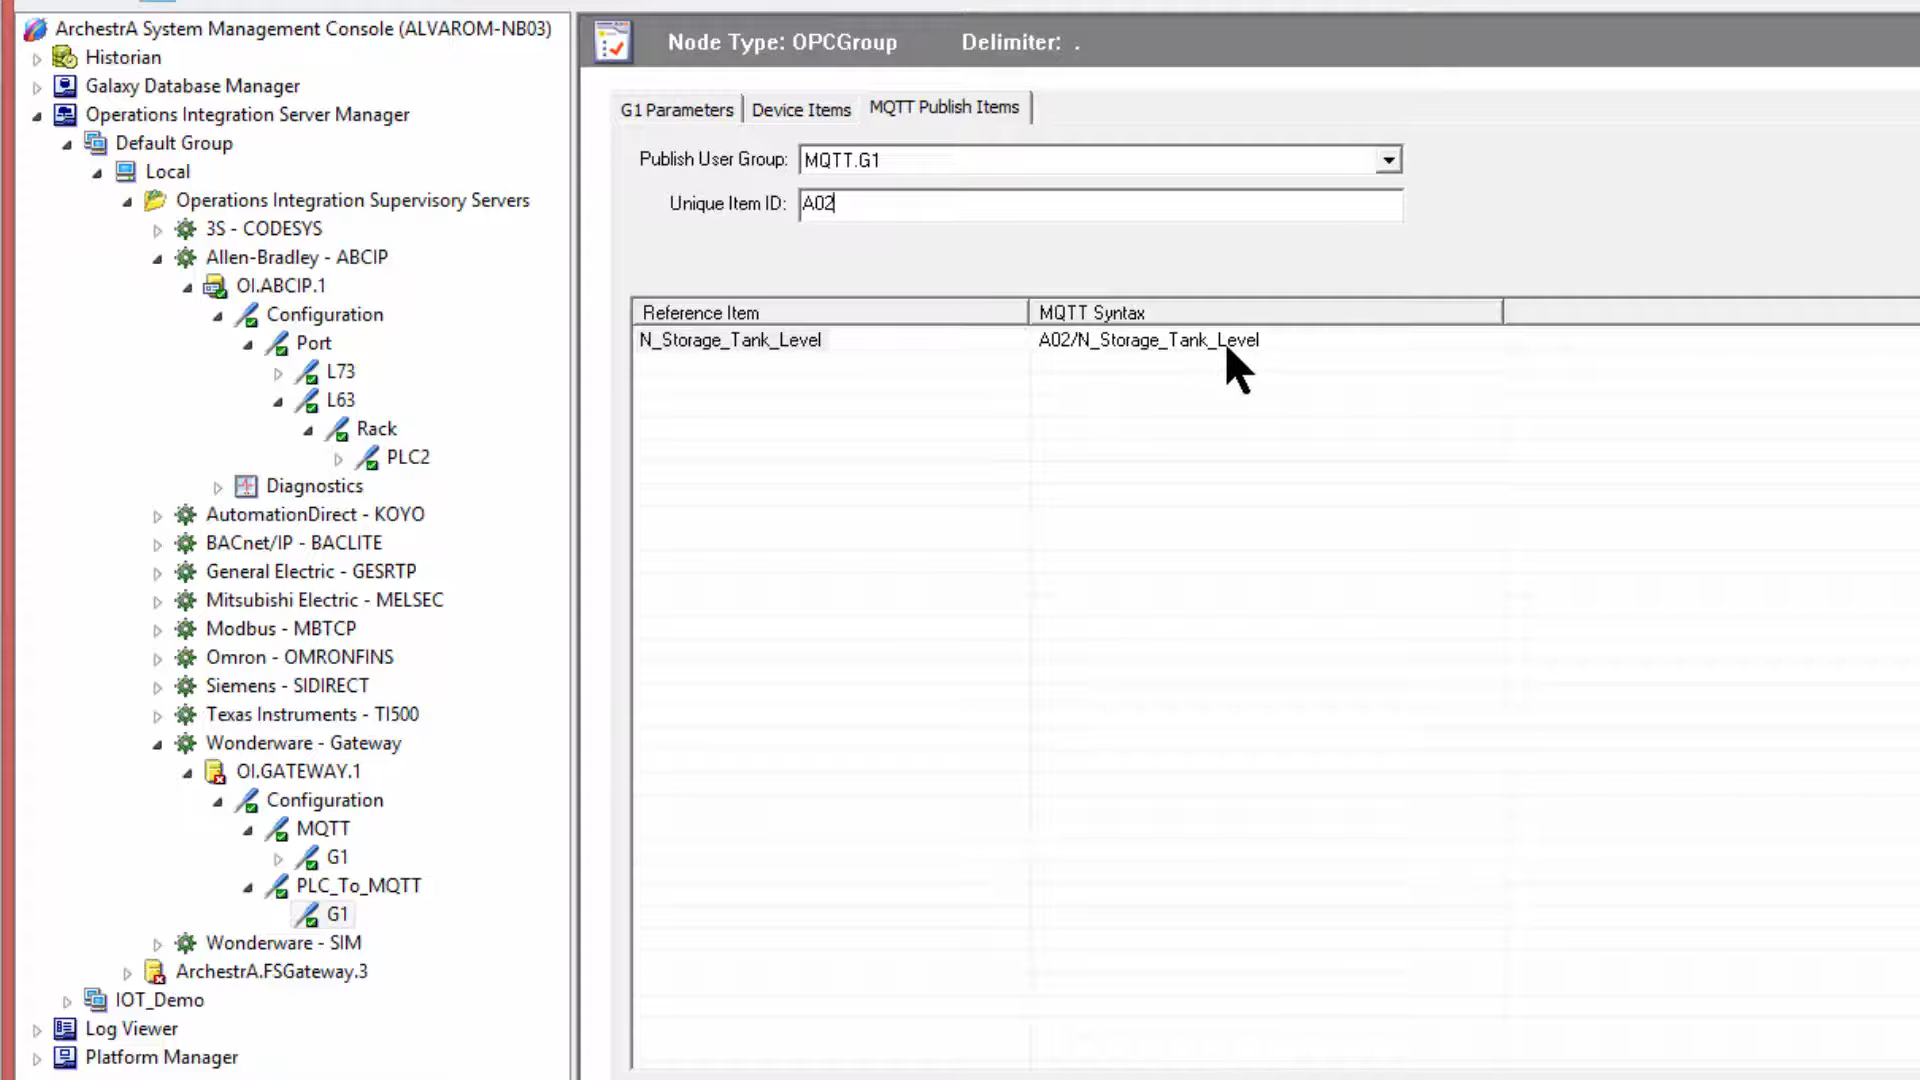 ArchestrA System Management Console (ALVAROM-NB03)
Historian
Galaxy Database Manager
Operations Integration Server Manager
Default Group
Local
Operations Integration Supervisory Servers
3S - CODESYS
Allen-Bradley - ABCIP
OI.ABCIP.1
Configuration
Port
L73
L63
Rack
PLC2
Diagnostics
AutomationDirect - KOYO
BACnet/IP - BACLITE
General Electric - GESRTP
Mitsubishi Electric - MELSEC
Modbus - MBTCP
Omron - OMRONFINS
Siemens - SIDIRECT
Texas Instruments - TI500
Wonderware - Gateway
OI.GATEWAY.1
Configuration
MQTT
G1
PLC_To_MQTT
G1
Wonderware - SIM
ArchestrA.FSGateway.3
IOT_Demo
Log Viewer
Platform Manager
Node Type: OPCGroup Delimiter: .
G1 Parameters Device Items MQTT Publish Items
Publish User Group: MQTT.G1
Unique Item ID: A02
Reference Item MQTT Syntax
N_Storage_Tank_Level A02/N_Storage_Tank_Level